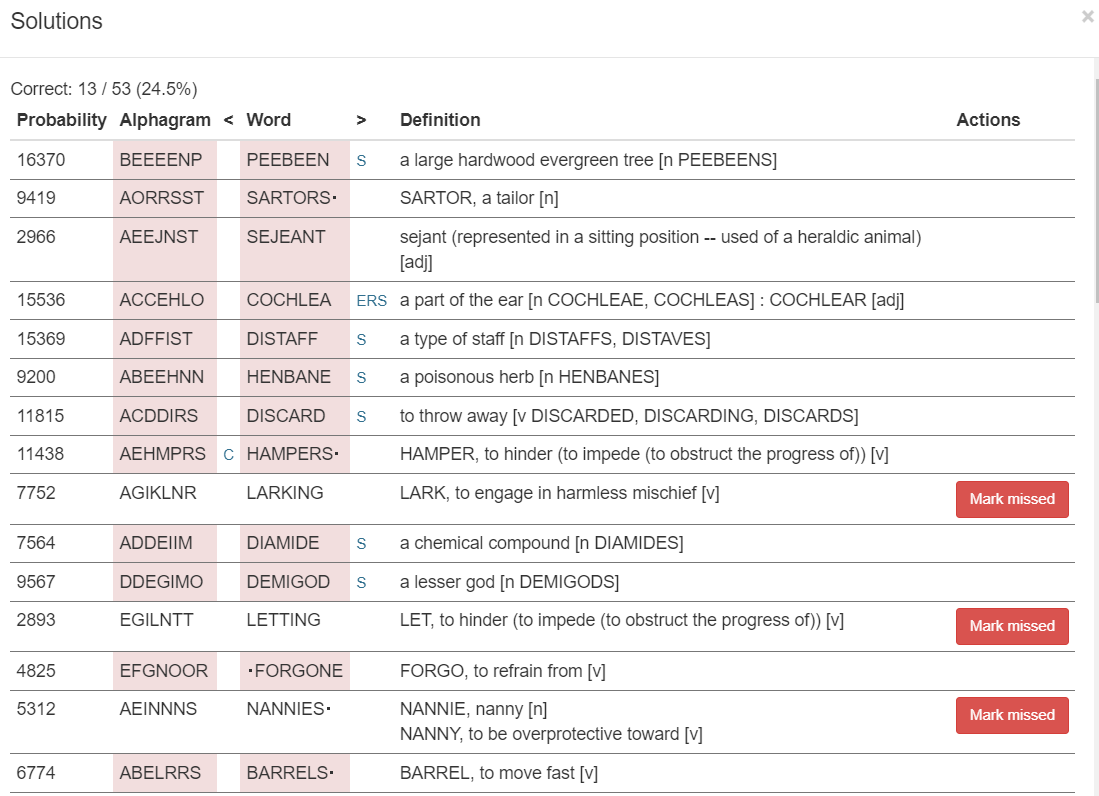 Solutions
×
Correct: 13 / 53 (24.5%)
Probability Alphagram < Word > Definition Actions
16370 BEEEENP PEEBEEN S a large hardwood evergreen tree [n PEEBEENS]
9419 AORRSST SARTORS· SARTOR, a tailor [n]
2966 AEEJNST SEJEANT sejant (represented in a sitting position -- used of a heraldic animal)
[adj]
15536 ACCEHLO COCHLEA ERS a part of the ear [n COCHLEAE, COCHLEAS] : COCHLEAR [adj]
15369 ADFFIST DISTAFF S a type of staff [n DISTAFFS, DISTAVES]
9200 ABEEHNN HENBANE S a poisonous herb [n HENBANES]
11815 ACDDIRS DISCARD S to throw away [v DISCARDED, DISCARDING, DISCARDS]
11438 AEHMPRS C HAMPERS· HAMPER, to hinder (to impede (to obstruct the progress of)) [v]
7752 AGIKLNR LARKING LARK, to engage in harmless mischief [v] Mark missed
7564 ADDEIIM DIAMIDE S a chemical compound [n DIAMIDES]
9567 DDEGIMO DEMIGOD S a lesser god [n DEMIGODS]
2893 EGILNTT LETTING LET, to hinder (to impede (to obstruct the progress of)) [v] Mark missed
4825 EFGNOOR ·FORGONE FORGO, to refrain from [v]
5312 AEINNNS NANNIES· NANNIE, nanny [n] Mark missed
NANNY, to be overprotective toward [v]
6774 ABELRRS BARRELS· BARREL, to move fast [v]